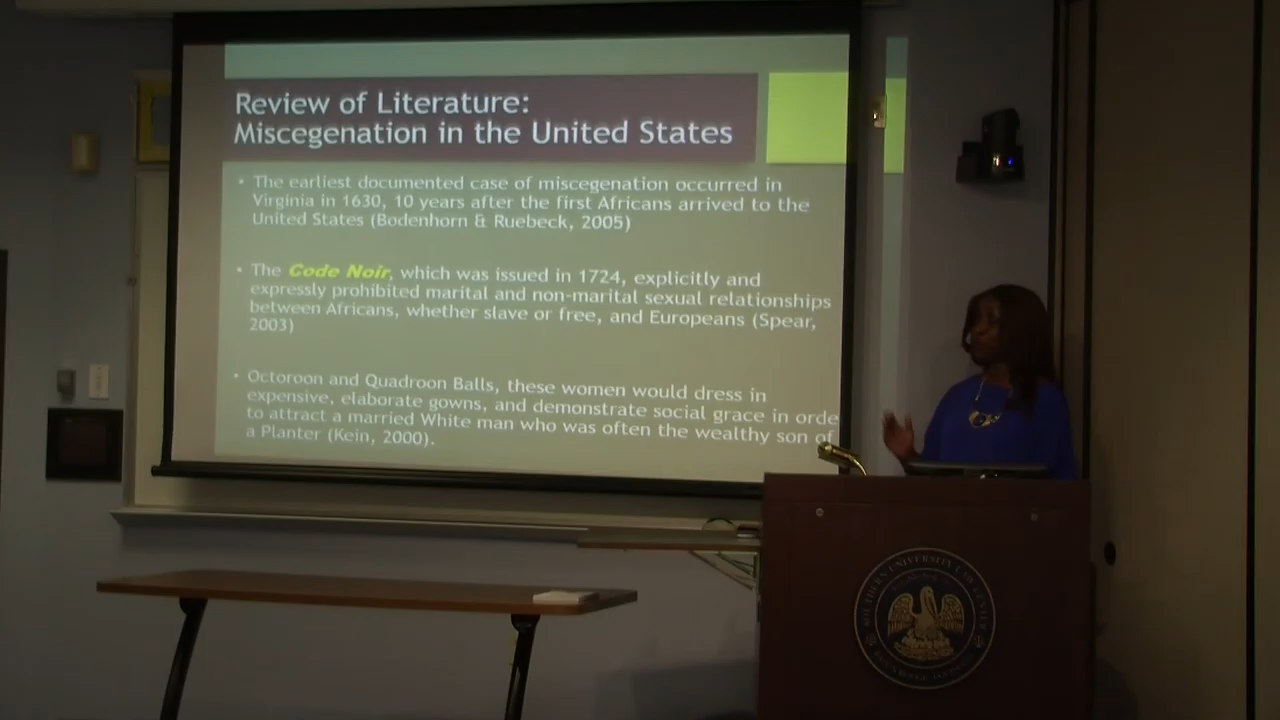 Review of Literature:
Miscegenation in the United States
• The earliest documented case of miscegenation occurred in
Virginia in 1630, 10 years after the first Africans arrived to the
United States (Bodenhorn & Ruebeck, 2005)
• The Code Noir, which was issued in 1724, explicitly and
expressly prohibited marital and non-marital sexual relationships
between Africans, whether slave or free, and Europeans (Spear,
2003)
• Octoroon and Quadroon Balls, these women would dress in
expensive, elaborate gowns, and demonstrate social grace in orde
to attract a married White man who was often the wealthy son of
a Planter (Kein, 2000).
SOUTHERN UNIVERSITY LAW CENTER